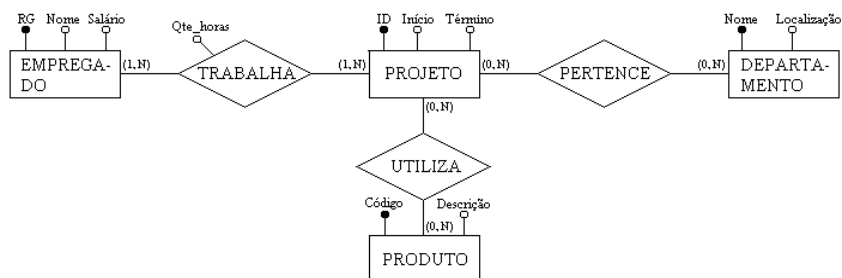 Qte_horas
RG Nome Salário ID Início Término Nome Localização
EMPREGA-
DO
(1,N)
TRABALHA
(1,N)
PROJETO
(0,N)
PERTENCE
(0,N)
DEPARTA-
MENTO
(0,N)
UTILIZA
Código Descrição
(0,N)
PRODUTO